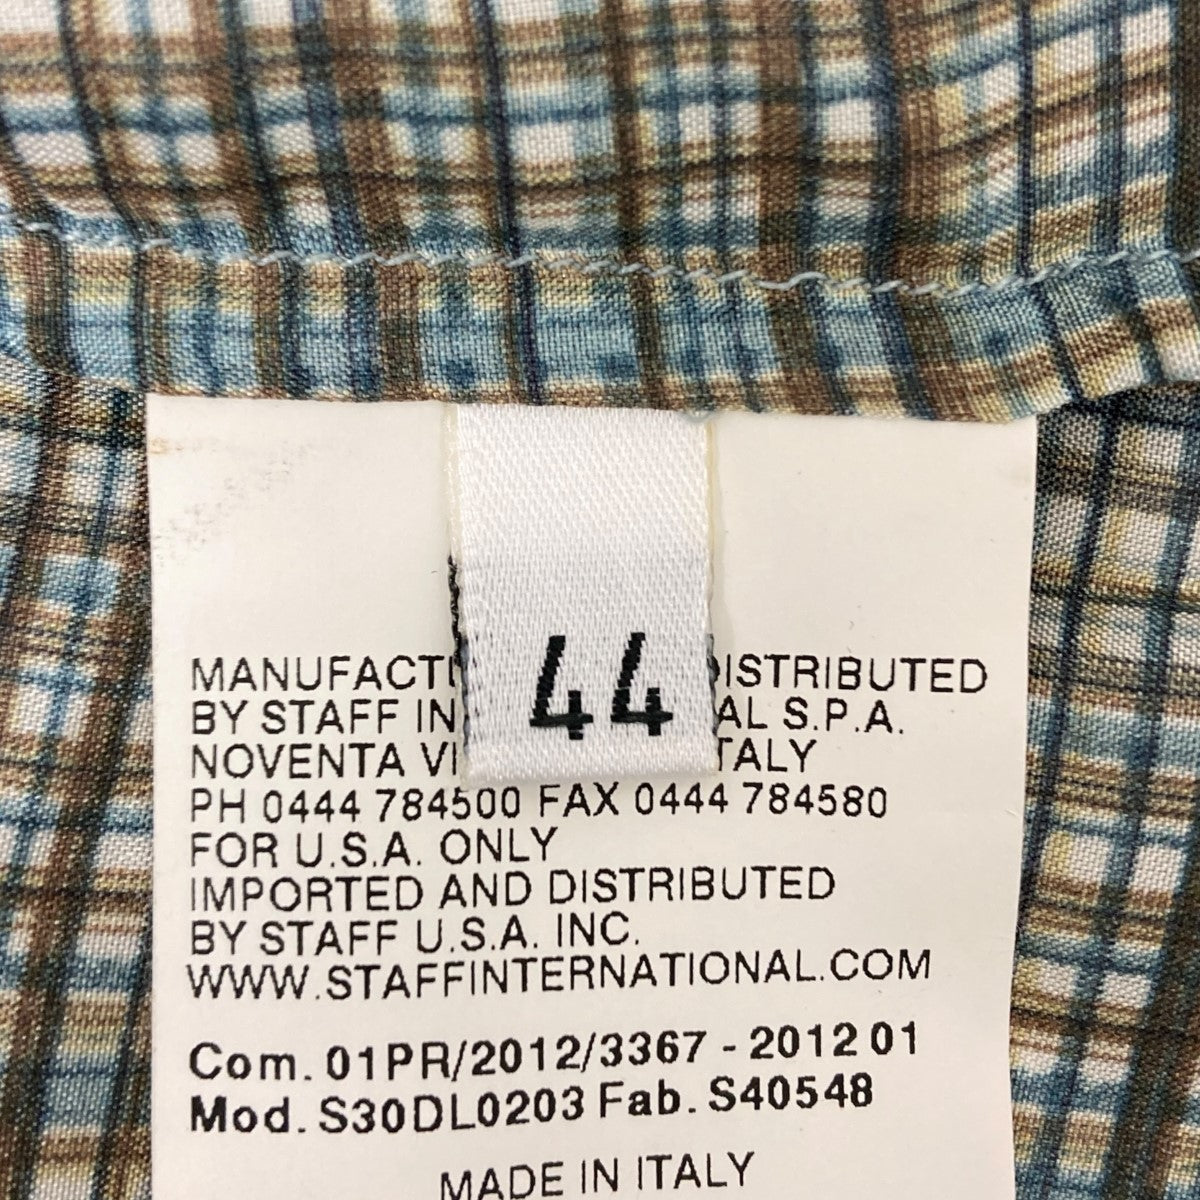 44
MANUFACT ISTRIBUTED
BY STAFF IN AL S.P.A.
NOVENTA VI TALY
PH 0444 784500 FAX 0444 784580
FOR U.S.A. ONLY
IMPORTED AND DISTRIBUTED
BY STAFF U.S.A. INC.
WWW.STAFFINTERNATIONAL.COM
Com. 01PR/2012/3367 - 2012 01
Mod. S30DL0203 Fab. S40548
MADE IN ITALY